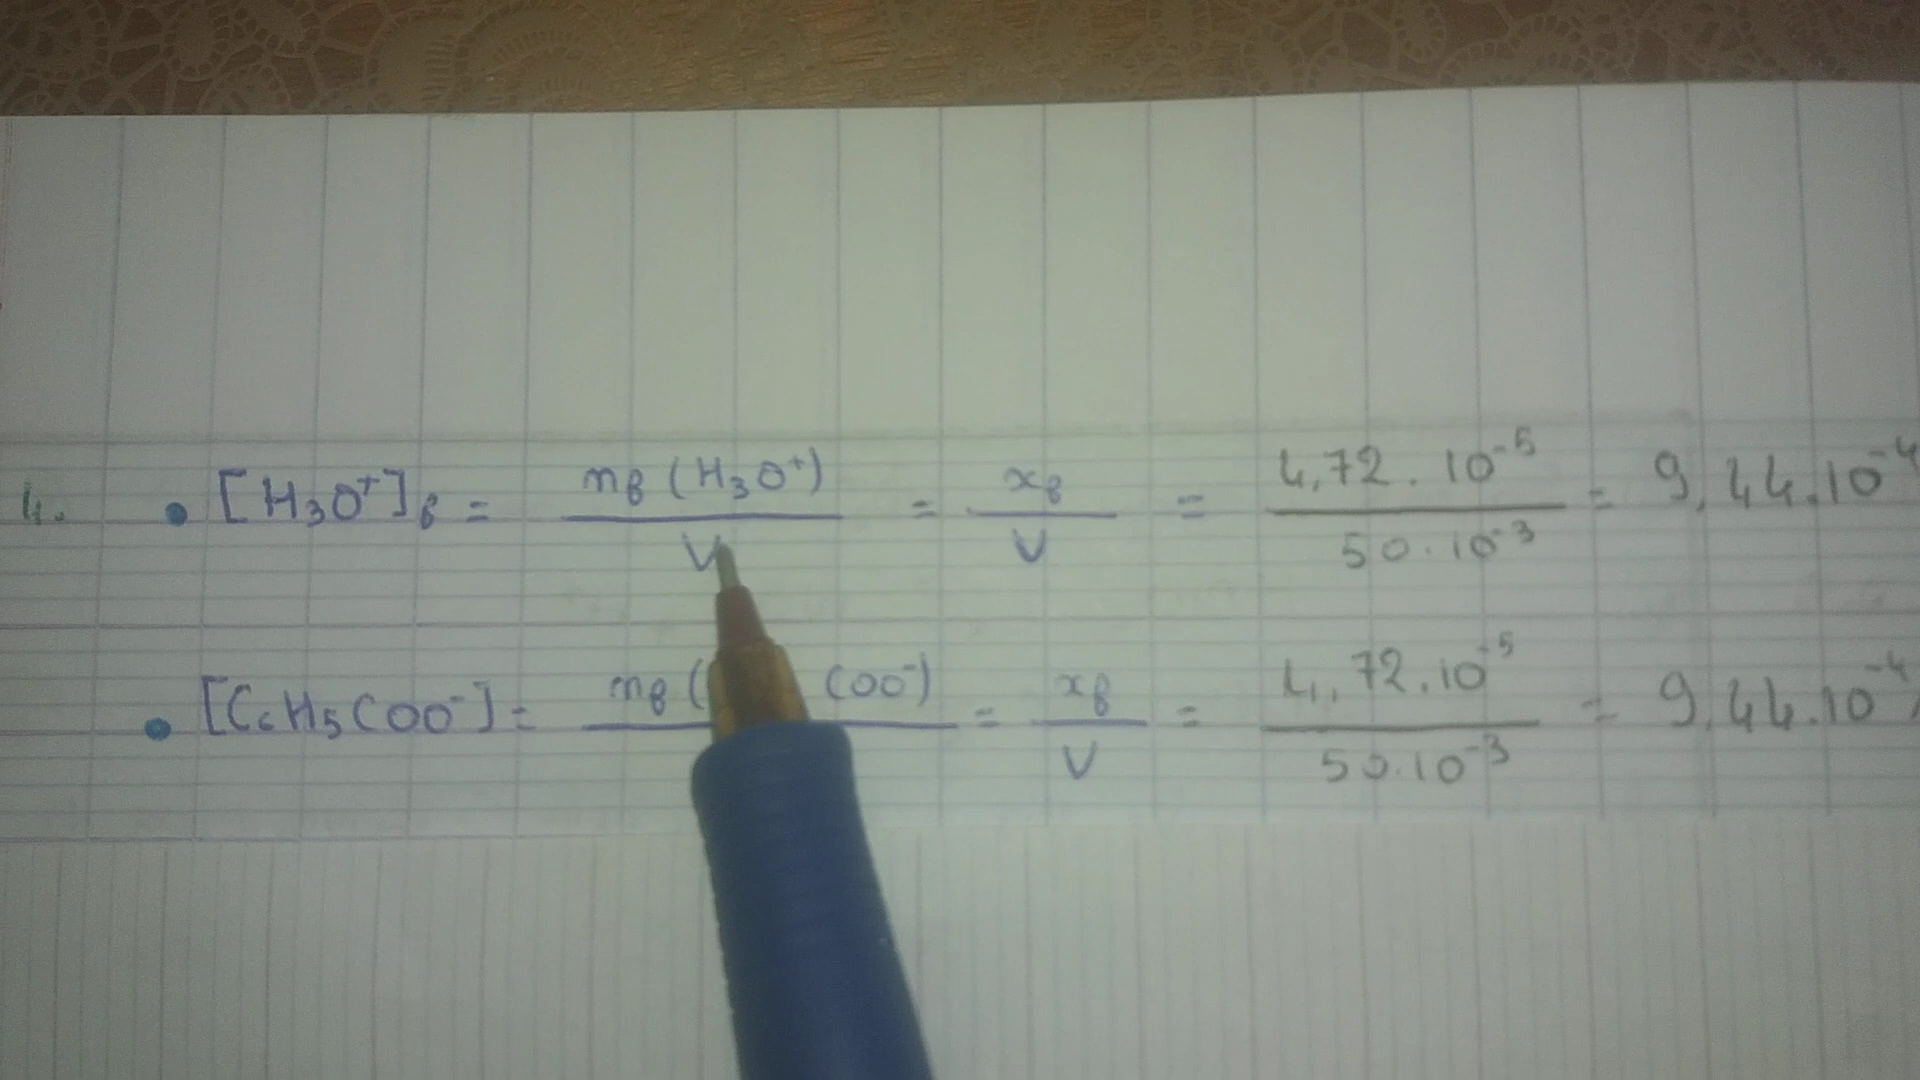 4. • [H₃O⁺]f = nf (H₃O⁺) / V = xf / V = 4,72 . 10⁻⁵ / 50 . 10⁻³ = 9,44.10⁻⁴
• [C₆H₅COO⁻] = nf ( COO⁻) / V = xf / V = 4,72.10⁻⁵ / 50.10⁻³ = 9,44.10⁻⁴